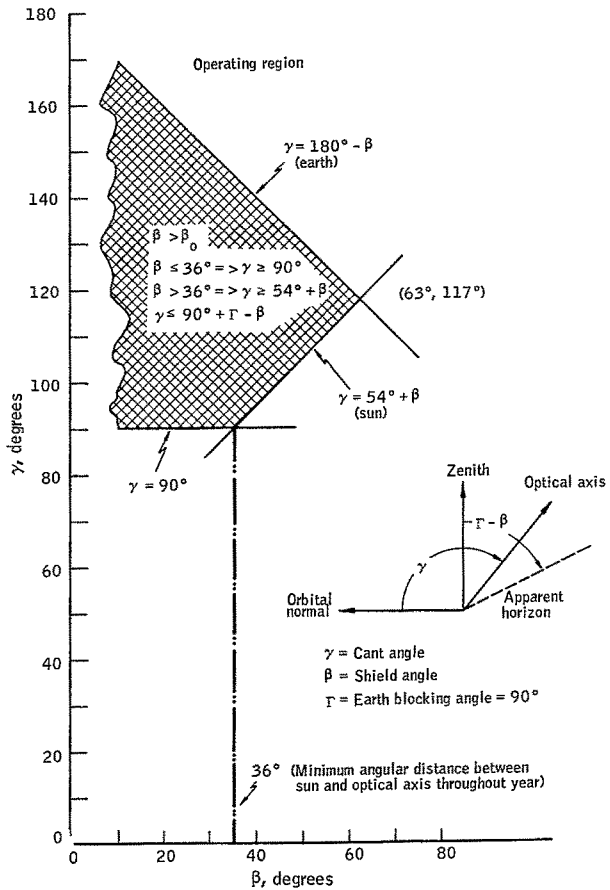 180
160
140
120
100
80
60
40
20
0
γ, degrees
Operating region
γ = 180° - β
(earth)
β > β₀
β ≤ 36° => γ ≥ 90°
β > 36° => γ ≥ 54° + β
γ ≤ 90° + Γ - β
(63°, 117°)
γ = 54° + β
(sun)
γ = 90°
Zenith
Optical axis
Γ - β
γ
Orbital
normal
Apparent
horizon
γ = Cant angle
β = Shield angle
Γ = Earth blocking angle = 90°
36° (Minimum angular distance between
sun and optical axis throughout year)
0 20 40 60 80
β, degrees